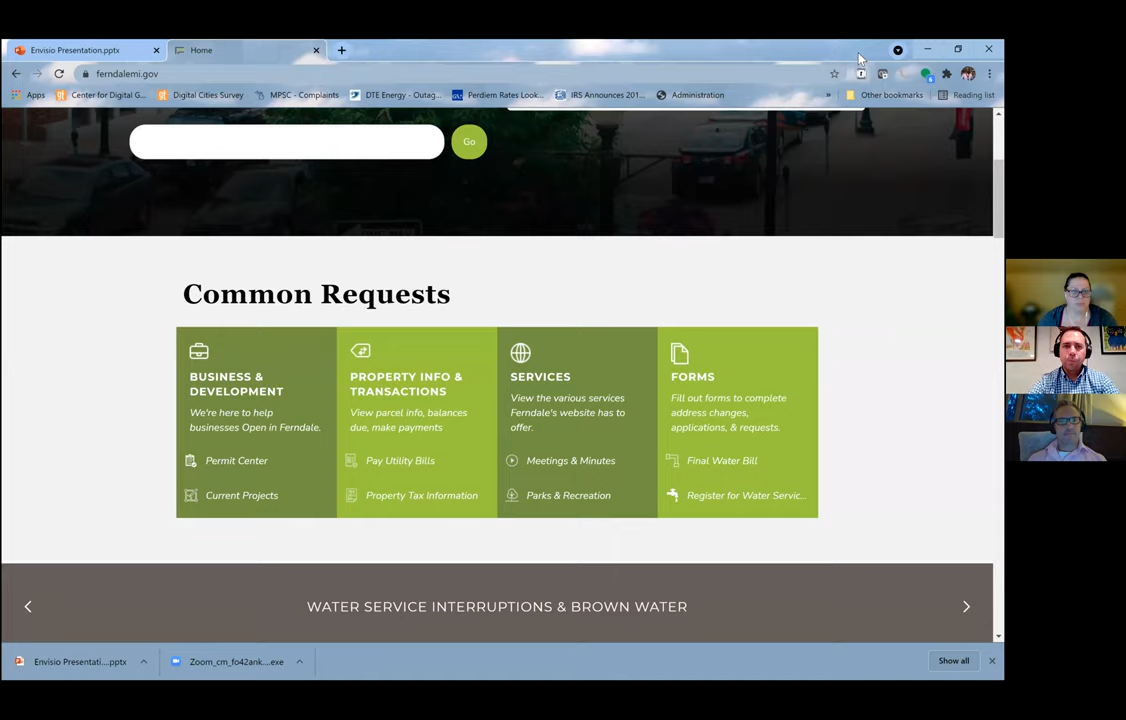 Envisio Presentation.pptx
Home
ferndalemi.gov
Apps
Center for Digital G...
Digital Cities Survey
MPSC - Complaints
DTE Energy - Outag...
Perdiem Rates Look...
IRS Announces 201...
Administration
»
Other bookmarks
Reading list
Go
Common Requests
BUSINESS &
DEVELOPMENT
We're here to help
businesses Open in Ferndale.
Permit Center
Current Projects
PROPERTY INFO &
TRANSACTIONS
View parcel info, balances
due, make payments
Pay Utility Bills
Property Tax Information
SERVICES
View the various services
Ferndale's website has to
offer.
Meetings & Minutes
Parks & Recreation
FORMS
Fill out forms to complete
address changes,
applications, & requests.
Final Water Bill
Register for Water Servic...
WATER SERVICE INTERRUPTIONS & BROWN WATER
Envisio Presentati....pptx
Zoom_cm_fo42ank....exe
Show all